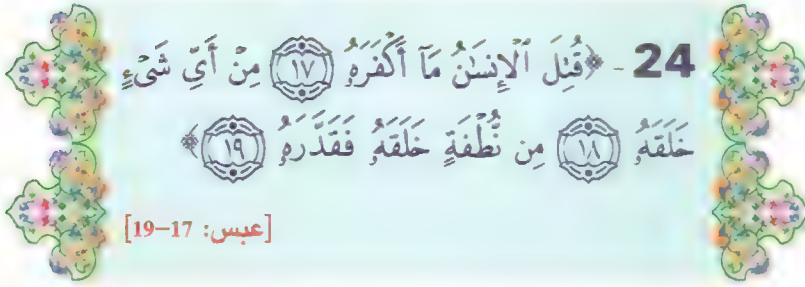 24 - ﴿قُتِلَ ٱلْإِنسَٰنُ مَآ أَكْفَرَهُۥ ١٧ مِنْ أَىِّ شَىْءٍ
خَلَقَهُۥ ١٨ مِن نُّطْفَةٍ خَلَقَهُۥ فَقَدَّرَهُۥ ١٩﴾
[عبس: 17-19]